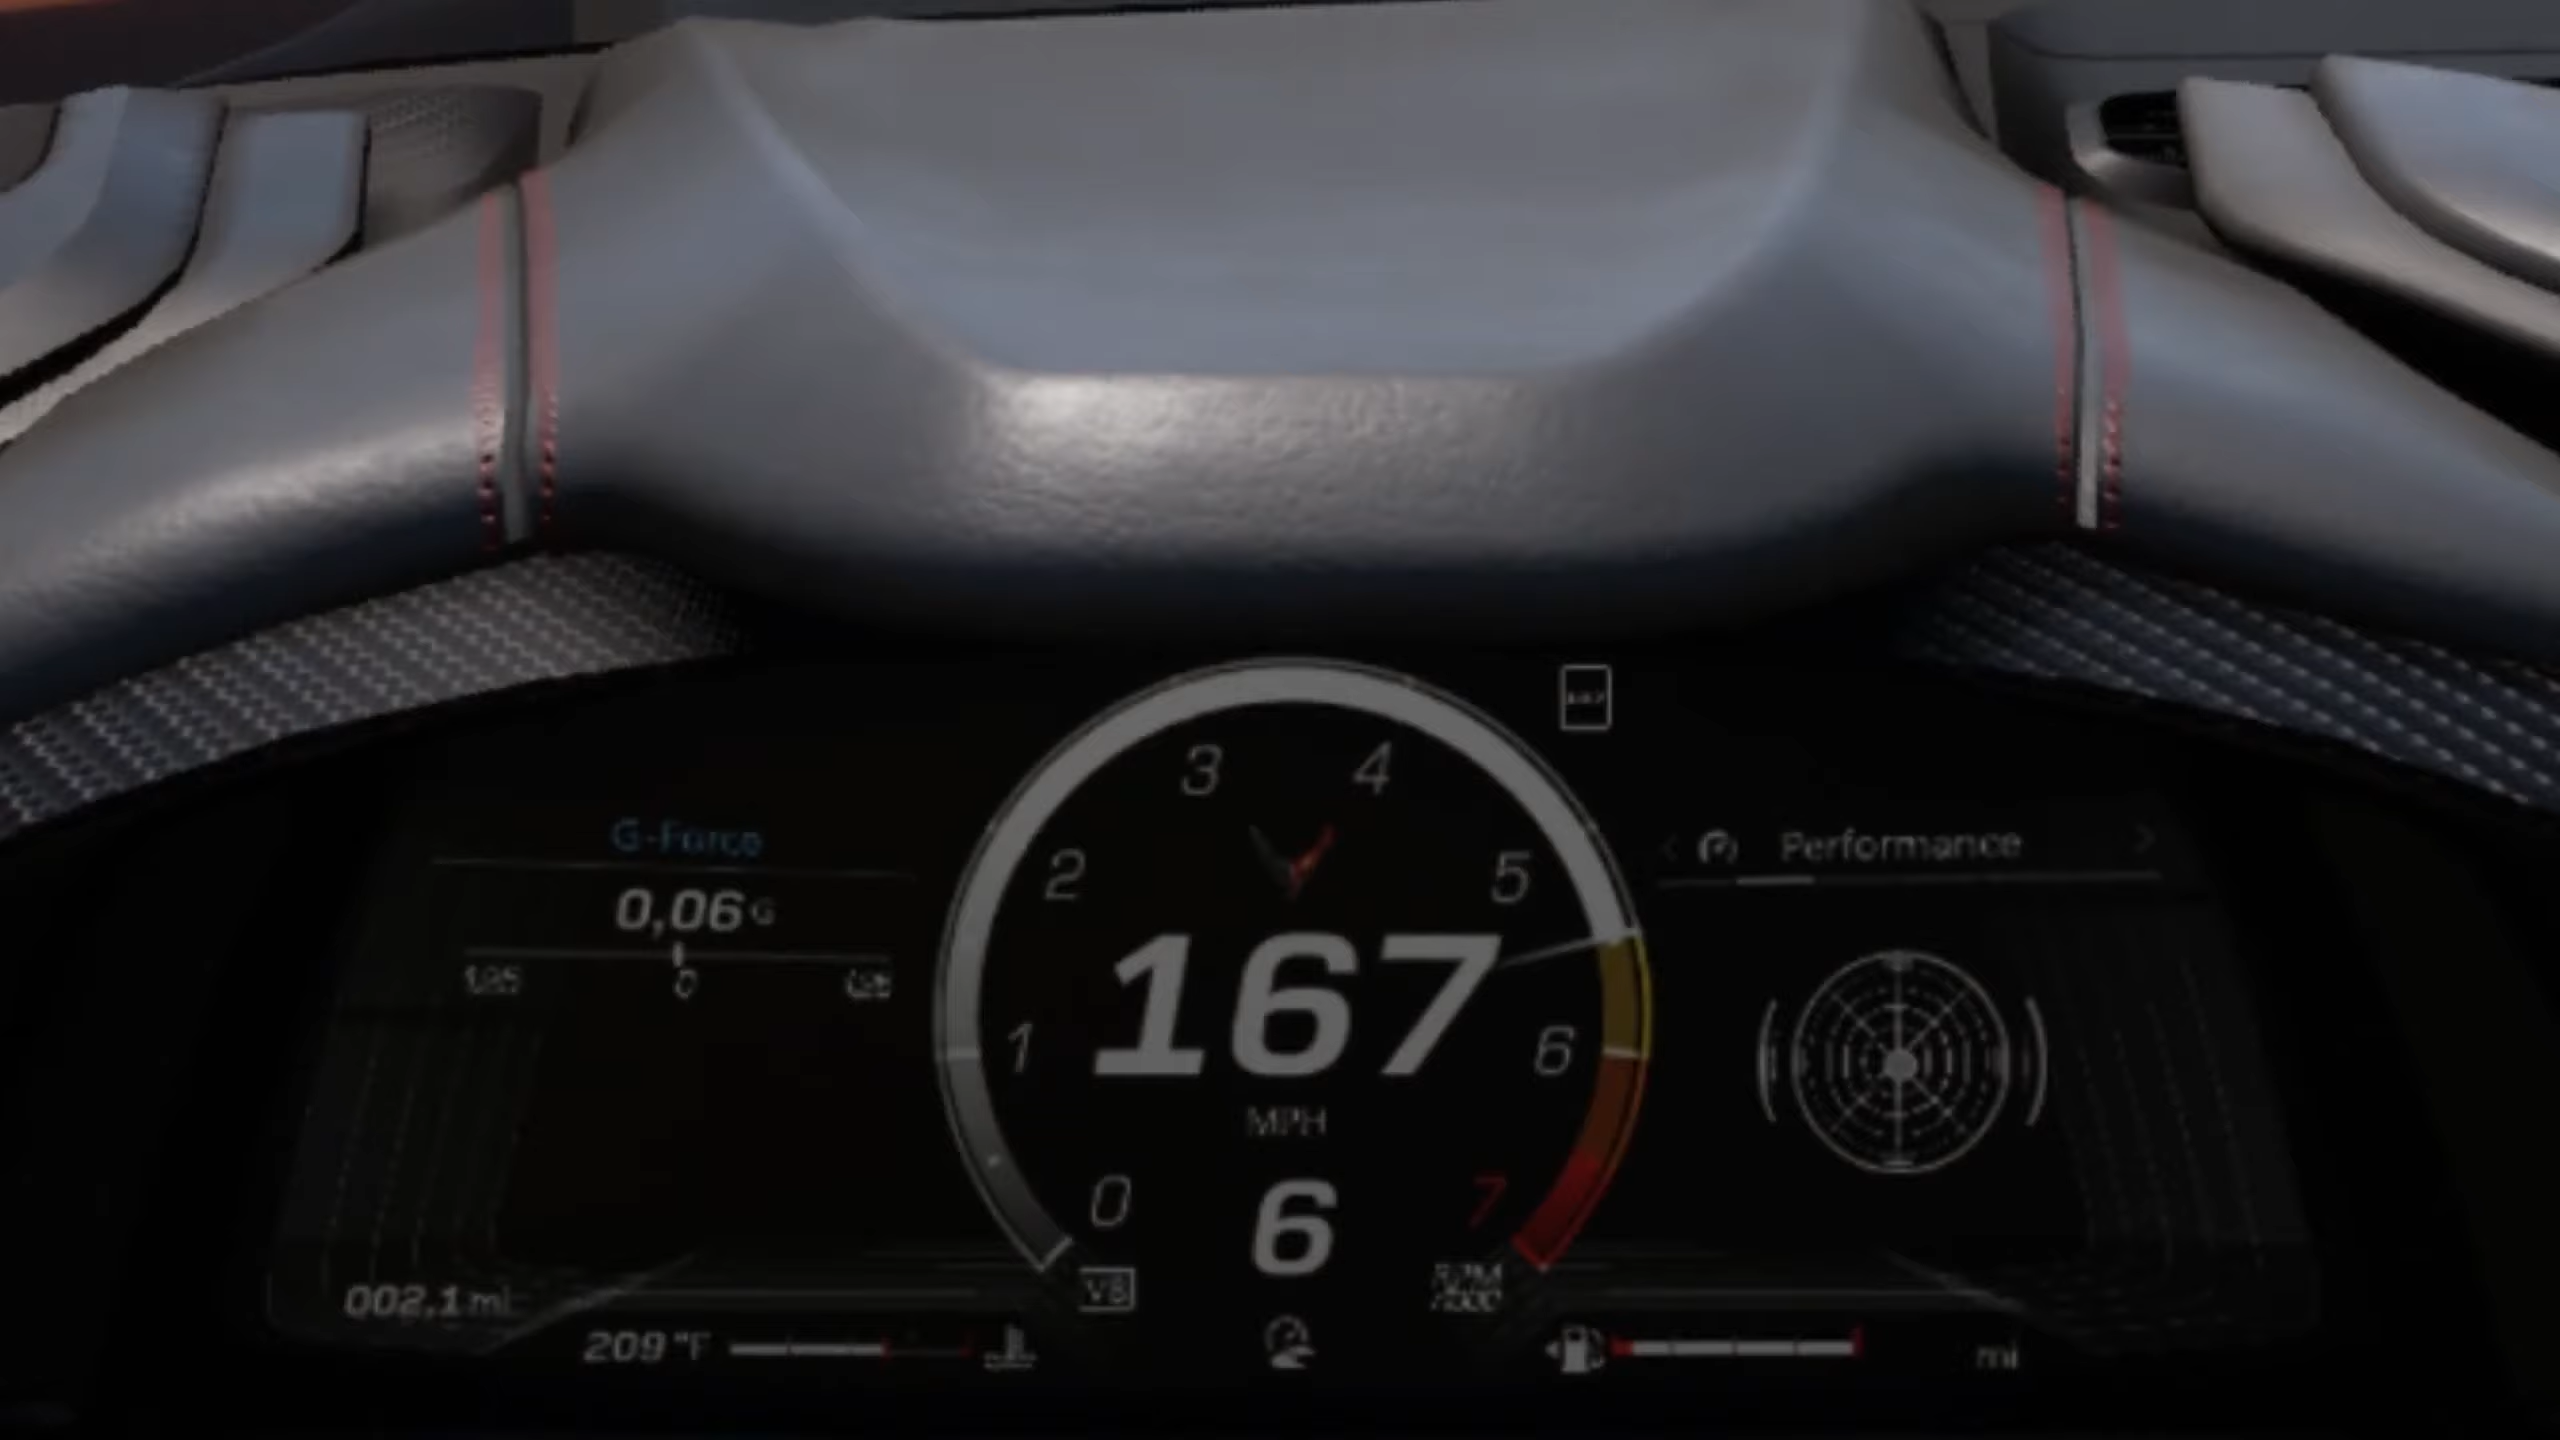 3 4
G-Force
2 5
Performance
0,06 G
167
0
1 6
MPH
0 6 7
V8
002.1 mi
209 °F
mi